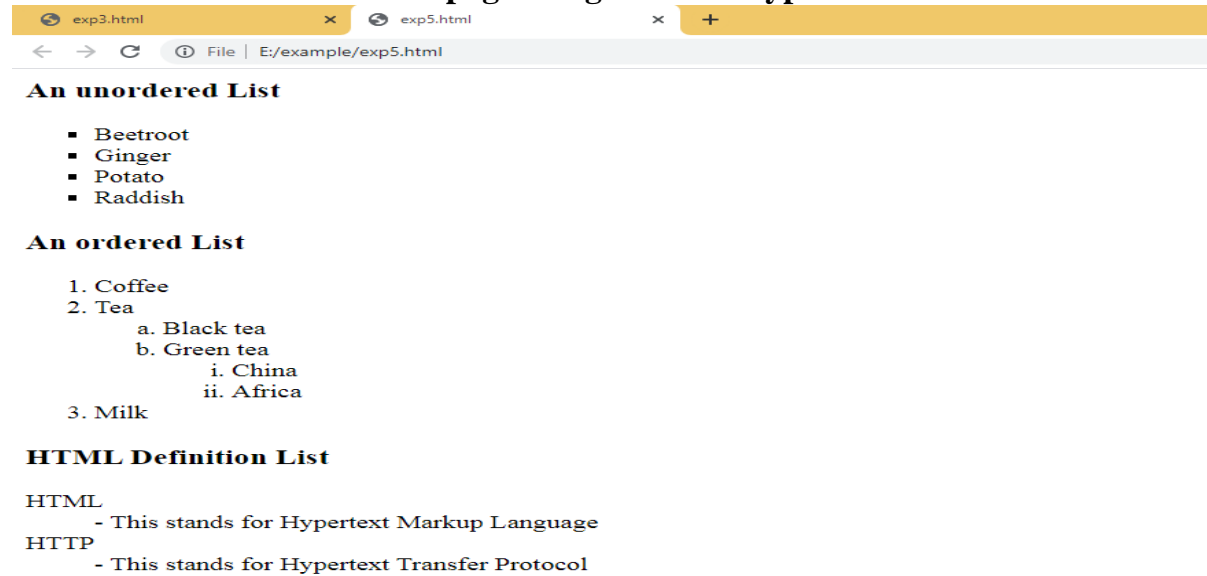 exp3.html × exp5.html × +
File | E:/example/exp5.html
An unordered List
▪ Beetroot
▪ Ginger
▪ Potato
▪ Raddish
An ordered List
1. Coffee
2. Tea
a. Black tea
b. Green tea
i. China
ii. Africa
3. Milk
HTML Definition List
HTML
- This stands for Hypertext Markup Language
HTTP
- This stands for Hypertext Transfer Protocol